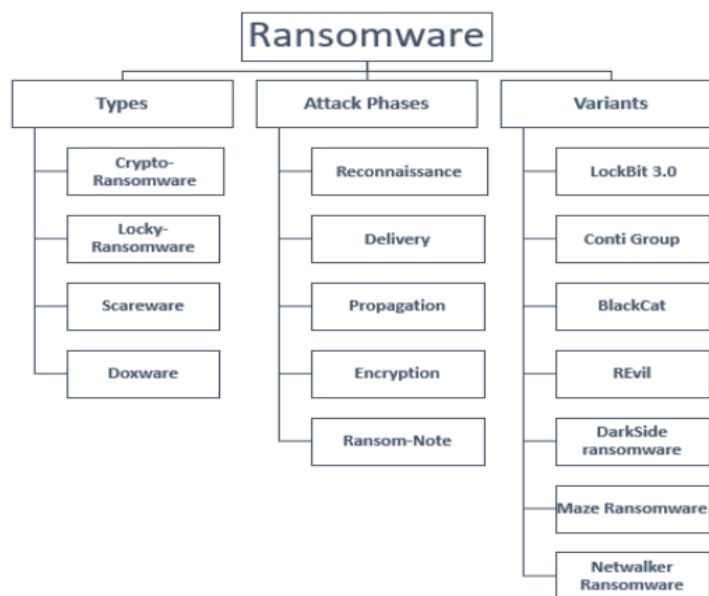 Ransomware
Types
Crypto-
Ransomware
Locky-
Ransomware
Scareware
Doxware
Attack Phases
Reconnaissance
Delivery
Propagation
Encryption
Ransom-Note
Variants
LockBit 3.0
Conti Group
BlackCat
REvil
DarkSide
ransomware
Maze Ransomware
Netwalker
Ransomware